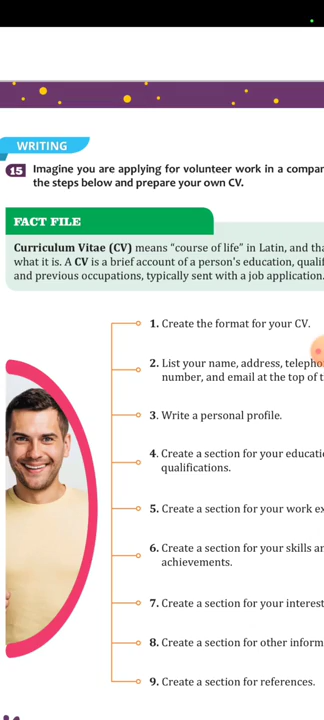 WRITING
15 Imagine you are applying for volunteer work in a compan
the steps below and prepare your own CV.
FACT FILE
Curriculum Vitae (CV) means “course of life” in Latin, and tha
what it is. A CV is a brief account of a person's education, qualif
and previous occupations, typically sent with a job application.
1. Create the format for your CV.
2. List your name, address, telepho
number, and email at the top of t
3. Write a personal profile.
4. Create a section for your educati
qualifications.
5. Create a section for your work ex
6. Create a section for your skills an
achievements.
7. Create a section for your interest
8. Create a section for other inform
9. Create a section for references.